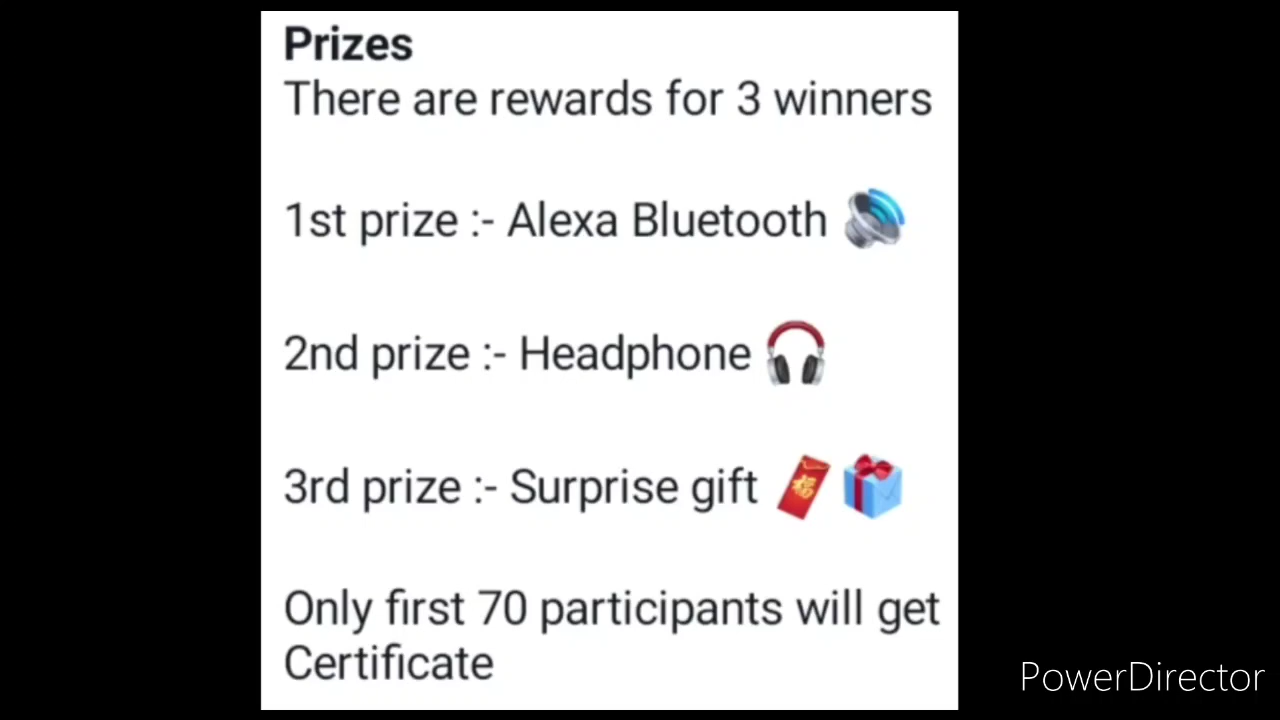 Prizes
There are rewards for 3 winners
1st prize :- Alexa Bluetooth 🔊
2nd prize :- Headphone 🎧
3rd prize :- Surprise gift 🧧🎁
Only first 70 participants will get
Certificate
PowerDirector